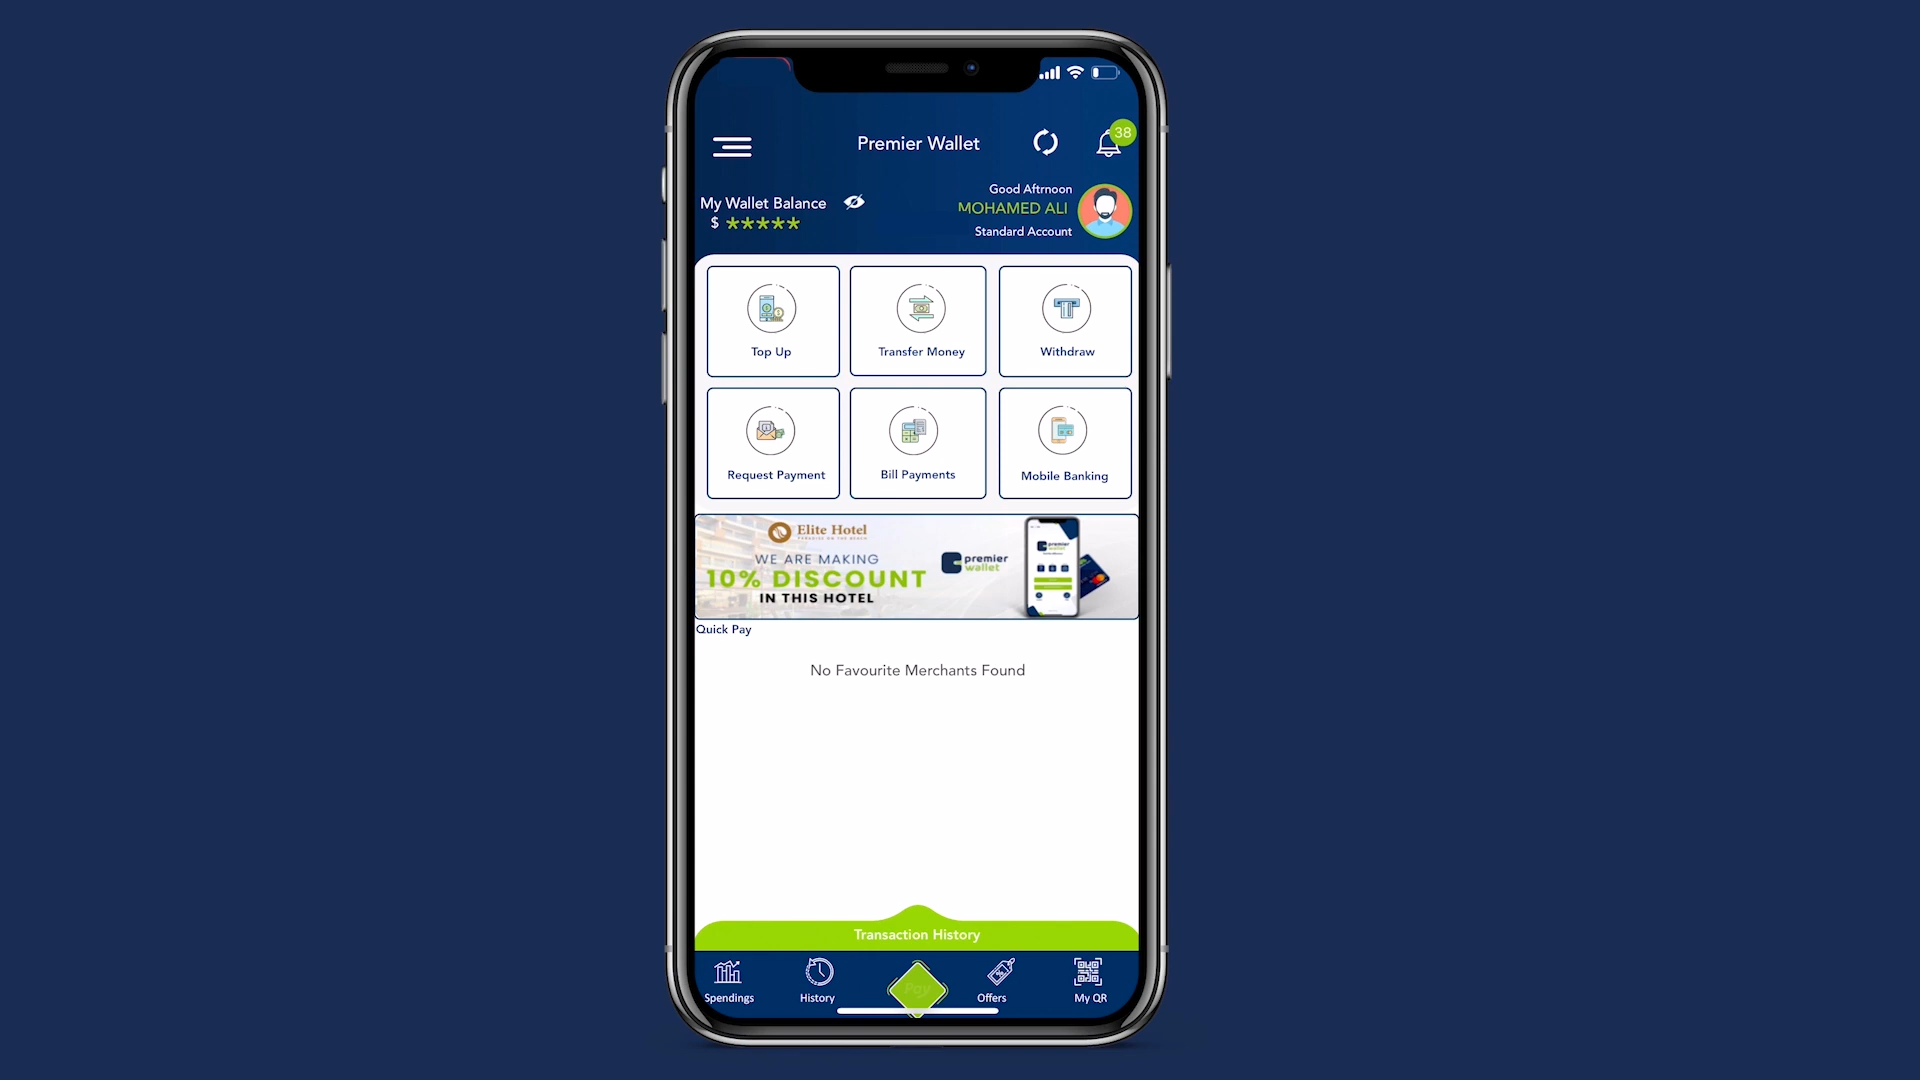 Premier Wallet
38
My Wallet Balance
$ *****
Good Aftrnoon
MOHAMED ALI
Standard Account
Top Up
Transfer Money
Withdraw
Request Payment
Bill Payments
Mobile Banking
Elite Hotel
WE ARE MAKING
10% DISCOUNT
IN THIS HOTEL
premier
wallet
premier
Quick Pay
No Favourite Merchants Found
Transaction History
Spendings
History
Pay
Offers
My QR